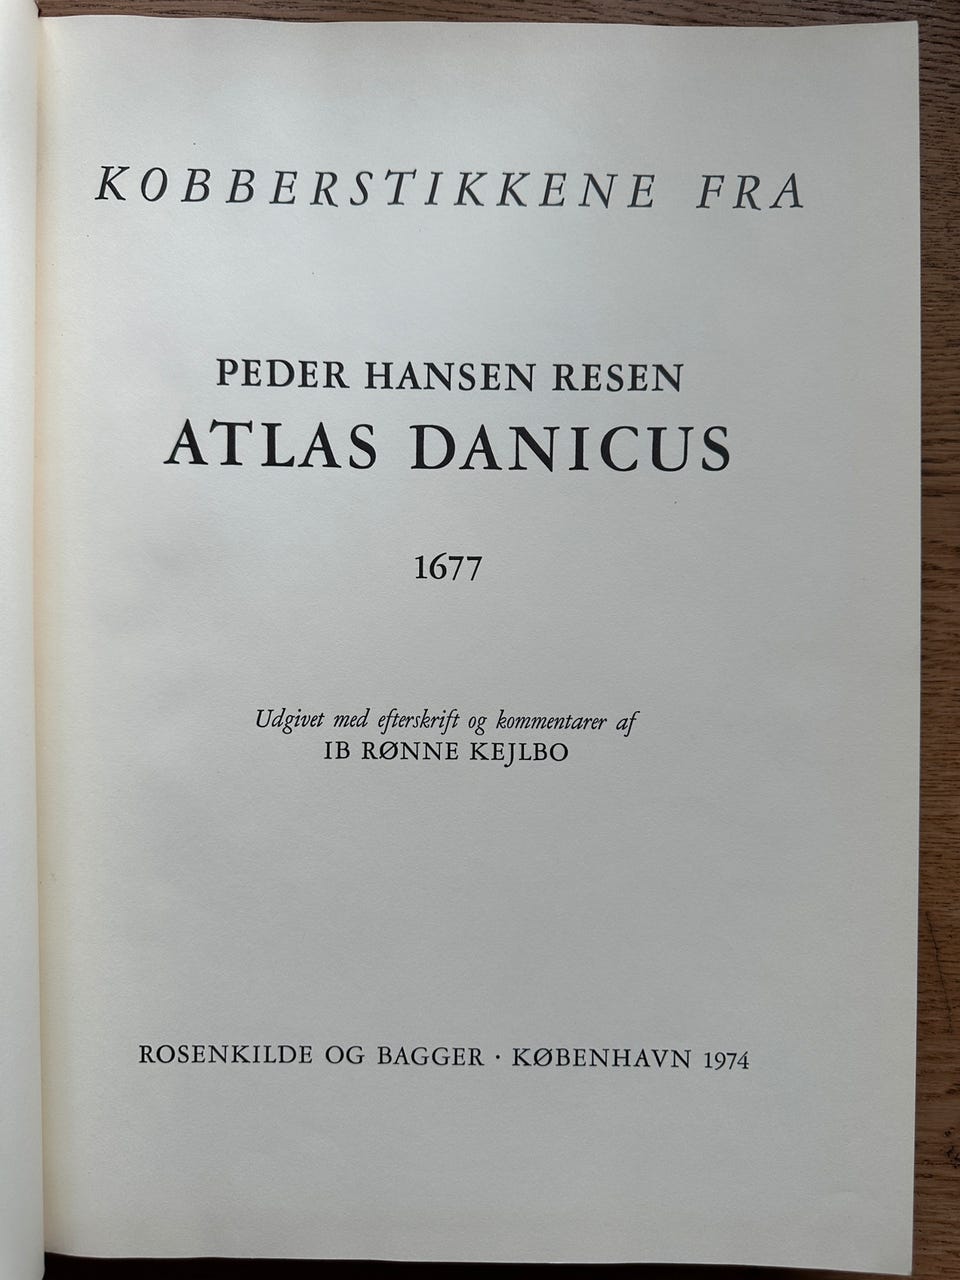 KOBBERSTIKKENE FRA
PEDER HANSEN RESEN
ATLAS DANICUS
1677
Udgivet med efterskrift og kommentarer af
IB RØNNE KEJLBO
ROSENKILDE OG BAGGER · KØBENHAVN 1974